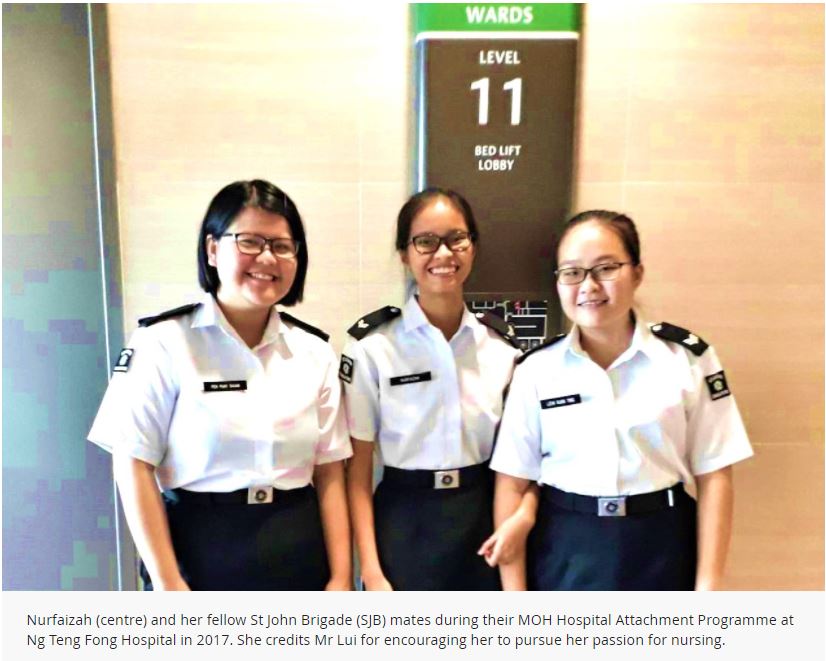 WARDS
LEVEL
11
BED LIFT
LOBBY
Nurfaizah (centre) and her fellow St John Brigade (SJB) mates during their MOH Hospital Attachment Programme at
Ng Teng Fong Hospital in 2017. She credits Mr Lui for encouraging her to pursue her passion for nursing.